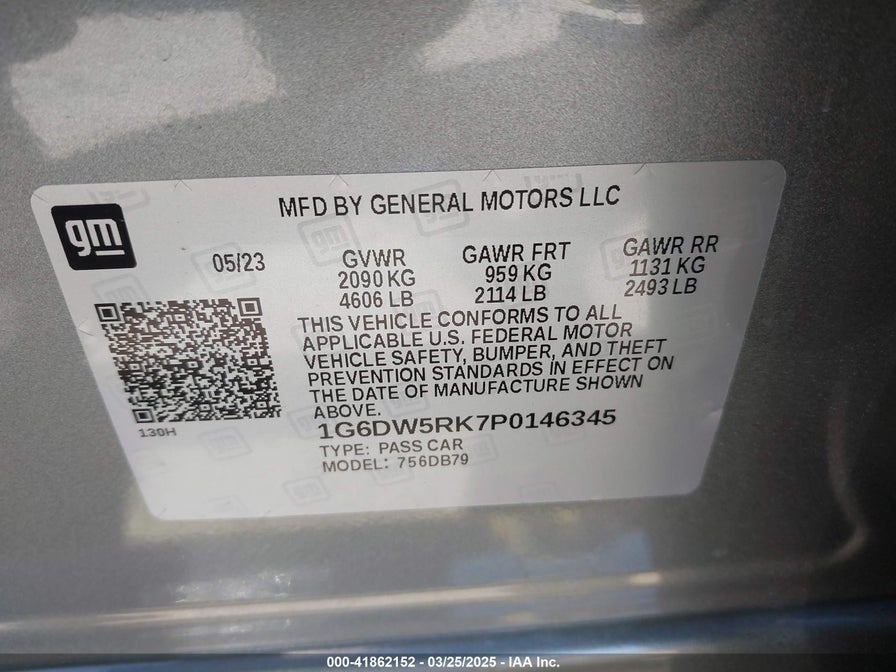 MFD BY GENERAL MOTORS LLC
gm
05/23
GVWR GAWR FRT GAWR RR
2090 KG 959 KG 1131 KG
4606 LB 2114 LB 2493 LB
THIS VEHICLE CONFORMS TO ALL
APPLICABLE U.S. FEDERAL MOTOR
VEHICLE SAFETY, BUMPER, AND THEFT
PREVENTION STANDARDS IN EFFECT ON
THE DATE OF MANUFACTURE SHOWN
ABOVE.
139H
1G6DW5RK7P0146345
TYPE: PASS CAR
MODEL: 756DB79
000-41862152 - 03/25/2025 - IAA Inc.